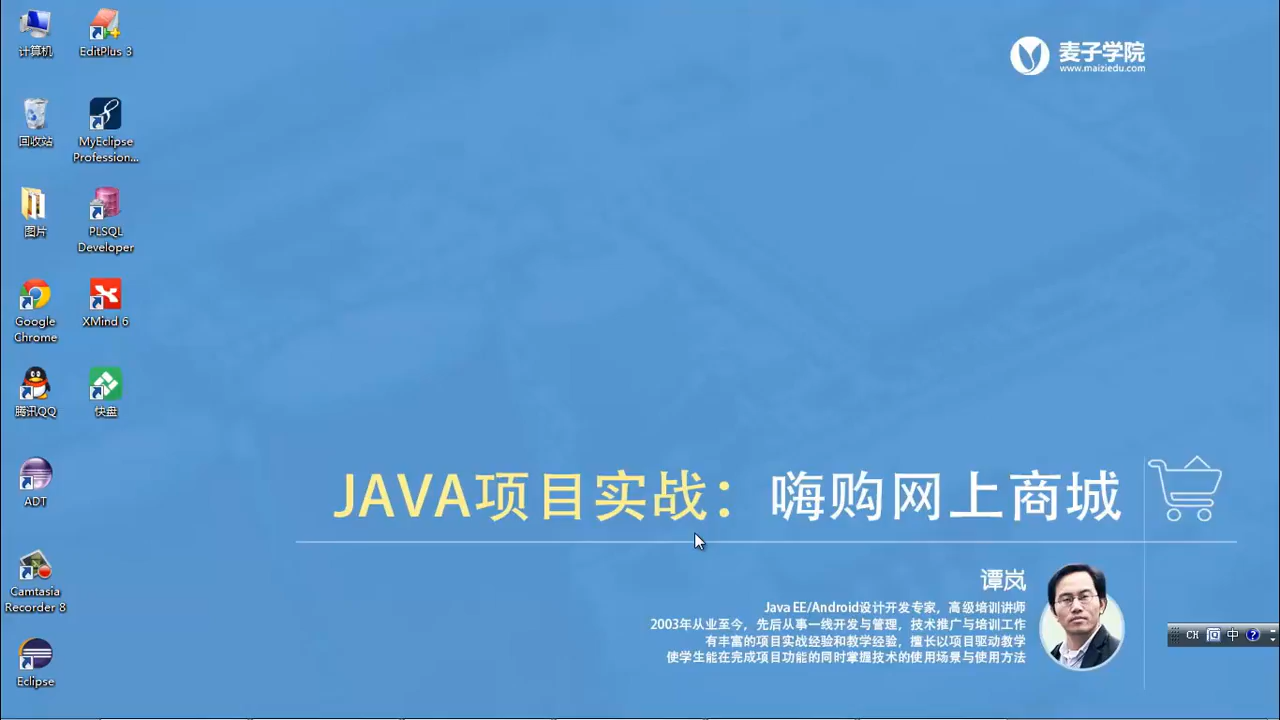 计算机
EditPlus 3
回收站
MyEclipse
Profession...
图片
PLSQL
Developer
Google
Chrome
XMind 6
腾讯QQ
快盘
ADT
Camtasia
Recorder 8
Eclipse
麦子学院
www.maiziedu.com
JAVA项目实战：嗨购网上商城
谭岚
Java EE/Android设计开发专家，高级培训讲师
2003年从业至今，先后从事一线开发与管理，技术推广与培训工作
有丰富的项目实战经验和教学经验，擅长以项目驱动教学
使学生能在完成项目功能的同时掌握技术的使用场景与使用方法
CH 中 ?